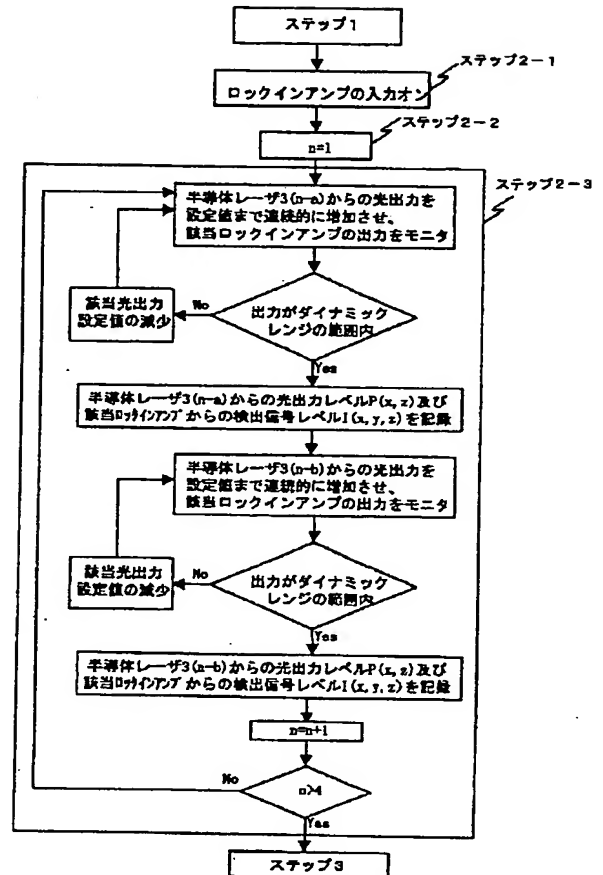 ステップ1
ステップ2-1
ロックインアンプの入力オン
ステップ2-2
n=1
ステップ2-3
半導体レーザ3(n-a)からの光出力を
設定値まで連続的に増加させ、
該当ロックインアンプの出力をモニタ
該当光出力
設定値の減少
No
出力がダイナミック
レンジの範囲内
Yes
半導体レーザ3(n-a)からの光出力レベルP(x,z)及び
該当ロックインアンプからの検出信号レベルI(x,y,z)を記録
半導体レーザ3(n-b)からの光出力を
設定値まで連続的に増加させ、
該当ロックインアンプの出力をモニタ
該当光出力
設定値の減少
No
出力がダイナミック
レンジの範囲内
Yes
半導体レーザ3(n-b)からの光出力レベルP(x,z)及び
該当ロックインアンプからの検出信号レベルI(x,y,z)を記録
n=n+1
No
n>4
Yes
ステップ3